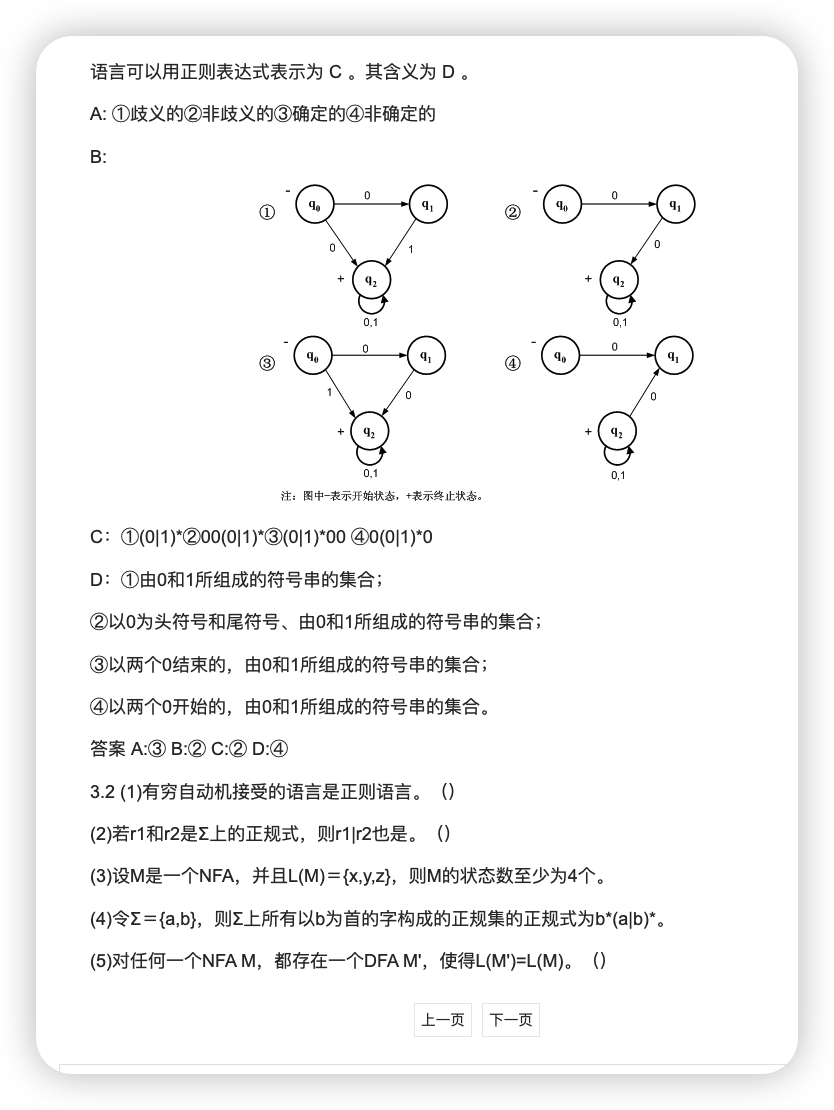 语言可以用正则表达式表示为 C 。其含义为 D 。
A: ①歧义的②非歧义的③确定的④非确定的
B:
① - q0 0 q1 0 1 + q2 0,1
② - q0 0 q1 0 + q2 0,1
③ - q0 0 q1 1 0 + q2 0,1
④ - q0 0 q1 0 + q2 0,1
注：图中-表示开始状态，+表示终止状态。
C：①(0|1)*②00(0|1)*③(0|1)*00 ④0(0|1)*0
D：①由0和1所组成的符号串的集合；
②以0为头符号和尾符号、由0和1所组成的符号串的集合；
③以两个0结束的，由0和1所组成的符号串的集合；
④以两个0开始的，由0和1所组成的符号串的集合。
答案 A:③ B:② C:② D:④
3.2 (1)有穷自动机接受的语言是正则语言。（）
(2)若r1和r2是Σ上的正规式，则r1|r2也是。（）
(3)设M是一个NFA，并且L(M)＝{x,y,z}，则M的状态数至少为4个。
(4)令Σ＝{a,b}，则Σ上所有以b为首的字构成的正规集的正规式为b*(a|b)*。
(5)对任何一个NFA M，都存在一个DFA M'，使得L(M')=L(M)。（）
上一页 下一页